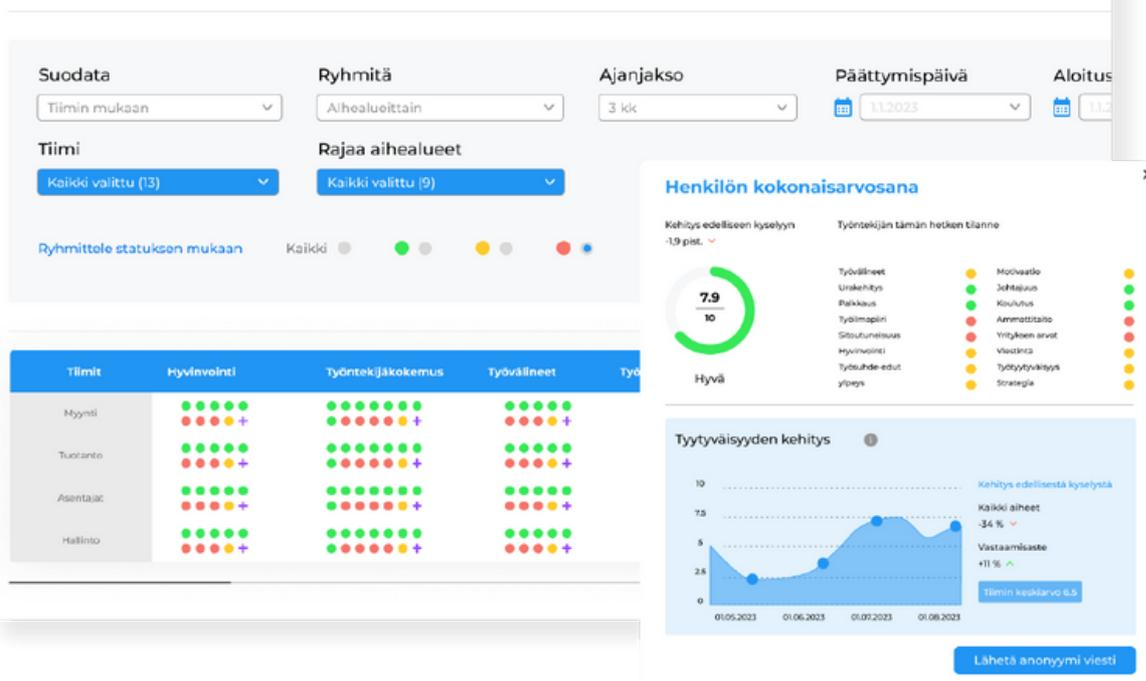 Suodata
Ryhmitä
Ajanjakso
Päättymispäivä
Aloitus
Tiimin mukaan
Aihealueittain
3 kk
1.1.2023
1.1.2
Tiimi
Rajaa aihealueet
Kaikki valittu (13)
Kaikki valittu (9)
Ryhmittele statuksen mukaan
Kaikki
Tiimit
Hyvinvointi
Työntekijäkokemus
Työvälineet
Työ
Myynti
Tuotanto
Asentajat
Hallinto
Henkilön kokonaisarvosana
Kehitys edelliseen kyselyyn
-1,9 pist.
Työntekijän tämän hetken tilanne
7.9
10
Hyvä
Työvälineet
Urakehitys
Palkkaus
Työilmapiiri
Sitoutuneisuus
Hyvinvointi
Työsuhde-edut
ylpeys
Motivaatio
Johtajuus
Koulutus
Ammattitaito
Yrityksen arvot
Viestintä
Työtyytyväisyys
Strategia
Tyytyväisyyden kehitys
10
7.5
5
2.5
0
01.05.2023
01.06.2023
01.07.2023
01.08.2023
Kehitys edellisestä kyselystä
Kaikki aiheet
-34 %
Vastaamisaste
+11 %
Tiimin keskiarvo 6.5
Lähetä anonyymi viesti